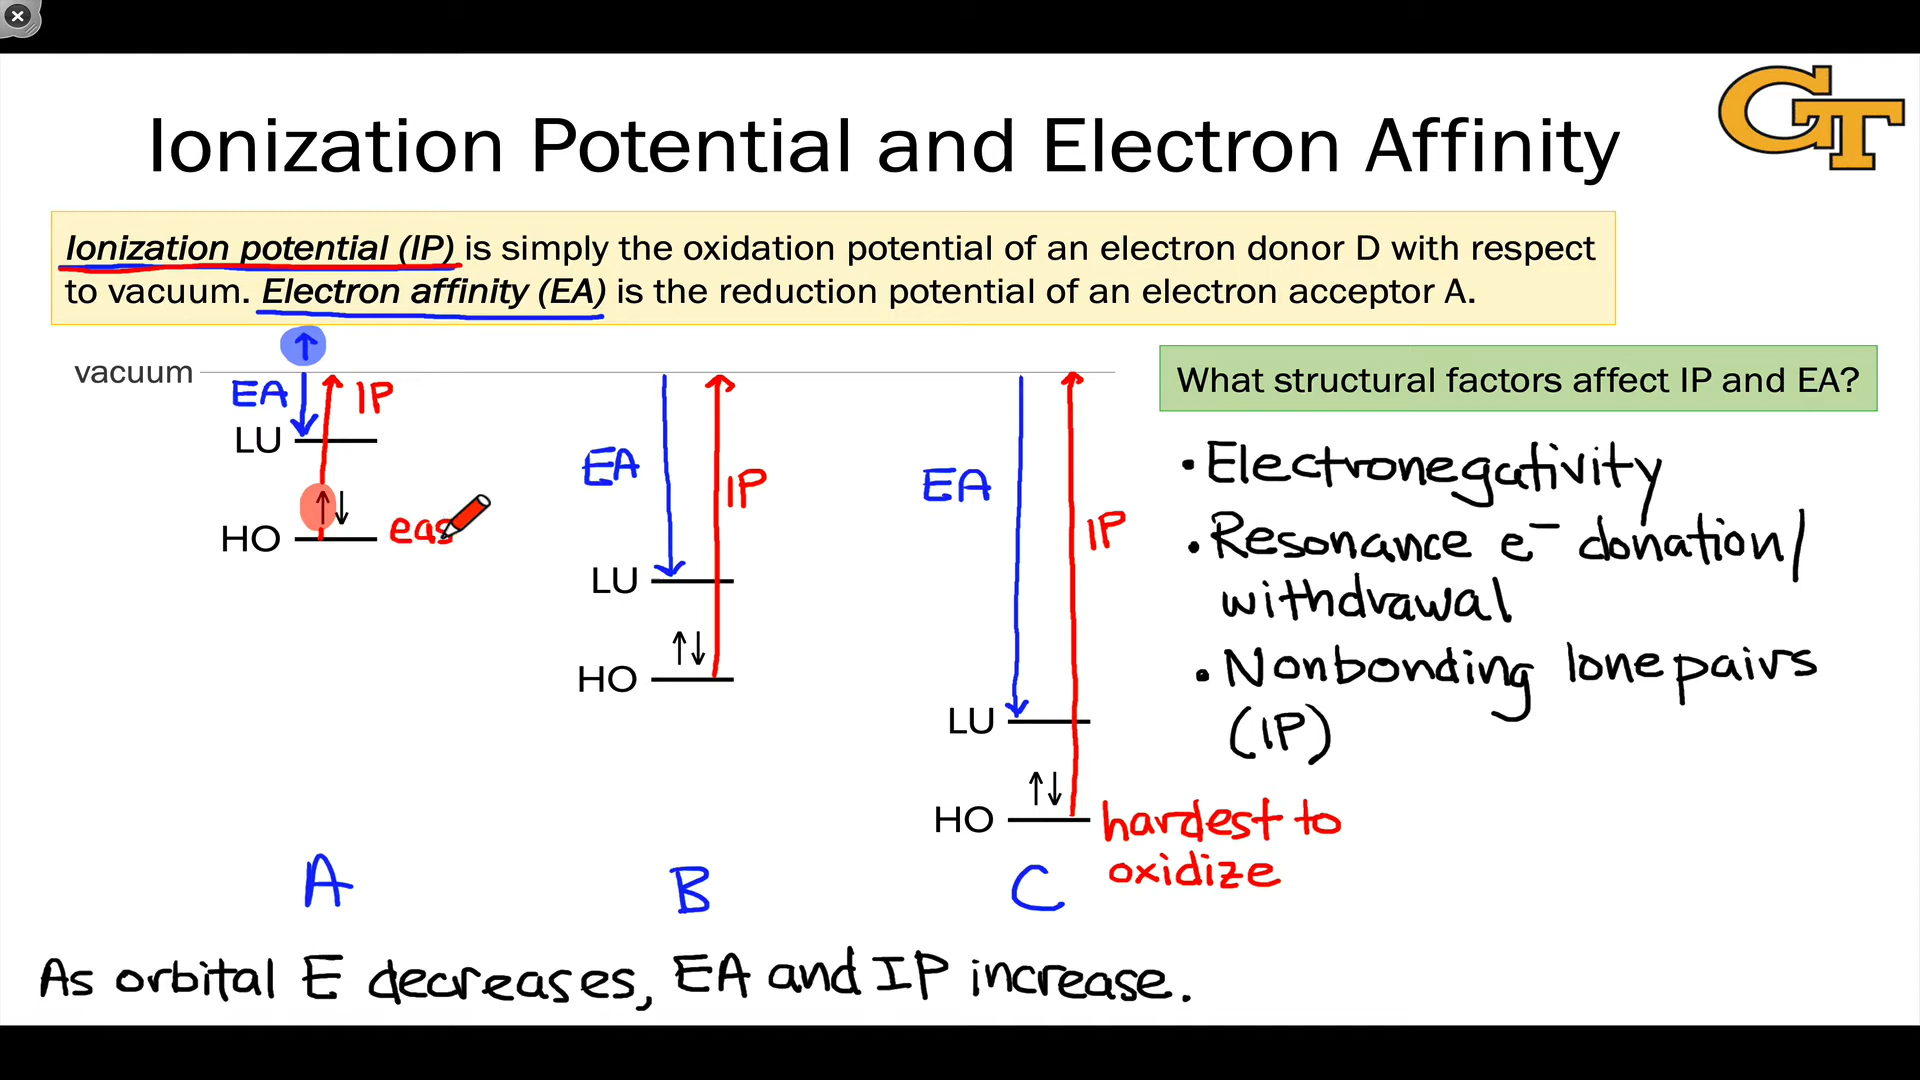 GT
Ionization Potential and Electron Affinity
Ionization potential (IP) is simply the oxidation potential of an electron donor D with respect
to vacuum. Electron affinity (EA) is the reduction potential of an electron acceptor A.
vacuum
EA
IP
LU
↑↓
HO
eas
A
EA
IP
LU
↑↓
HO
B
EA
IP
LU
↑↓
HO
hardest to
oxidize
C
What structural factors affect IP and EA?
• Electronegativity
• Resonance e⁻ donation/
withdrawal
• Nonbonding lone pairs
(IP)
As orbital E decreases, EA and IP increase.